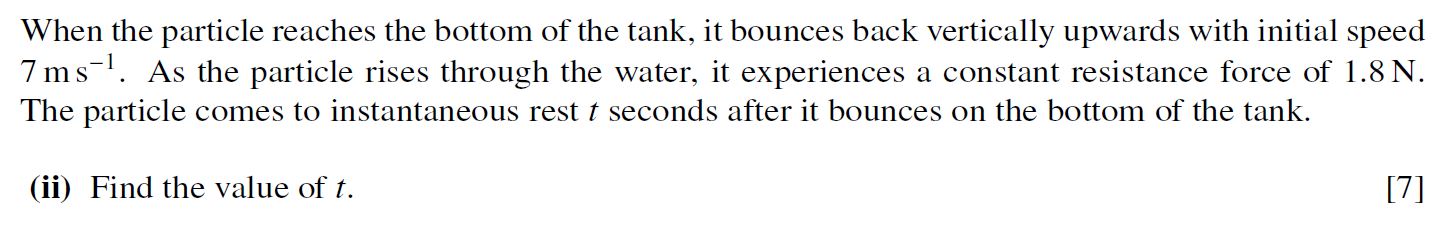 When the particle reaches the bottom of the tank, it bounces back vertically upwards with initial speed
7 m s⁻¹. As the particle rises through the water, it experiences a constant resistance force of 1.8 N.
The particle comes to instantaneous rest t seconds after it bounces on the bottom of the tank.
(ii) Find the value of t. [7]